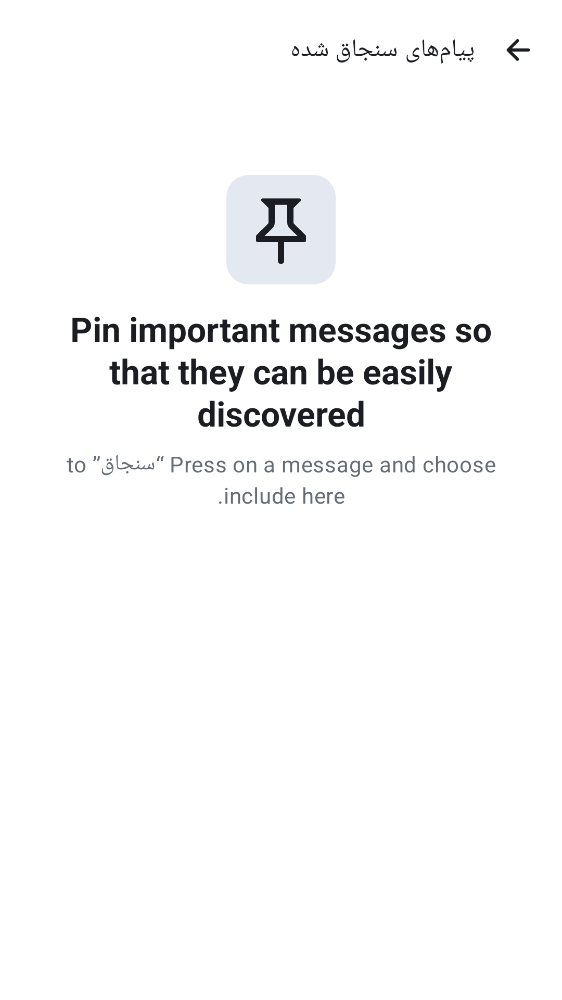 پیام‌های سنجاق شده
Pin important messages so
that they can be easily
discovered
Press on a message and choose “سنجاق” to
include here.